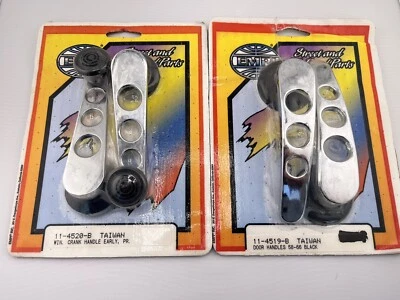 EMPI
Street and
Parts
11-4520-B TAIWAN
WIN. CRANK HANDLE EARLY, PR.
EMPI
Street and
Parts
11-4519-B TAIWAN
DOOR HANDLES 56-66 BLACK